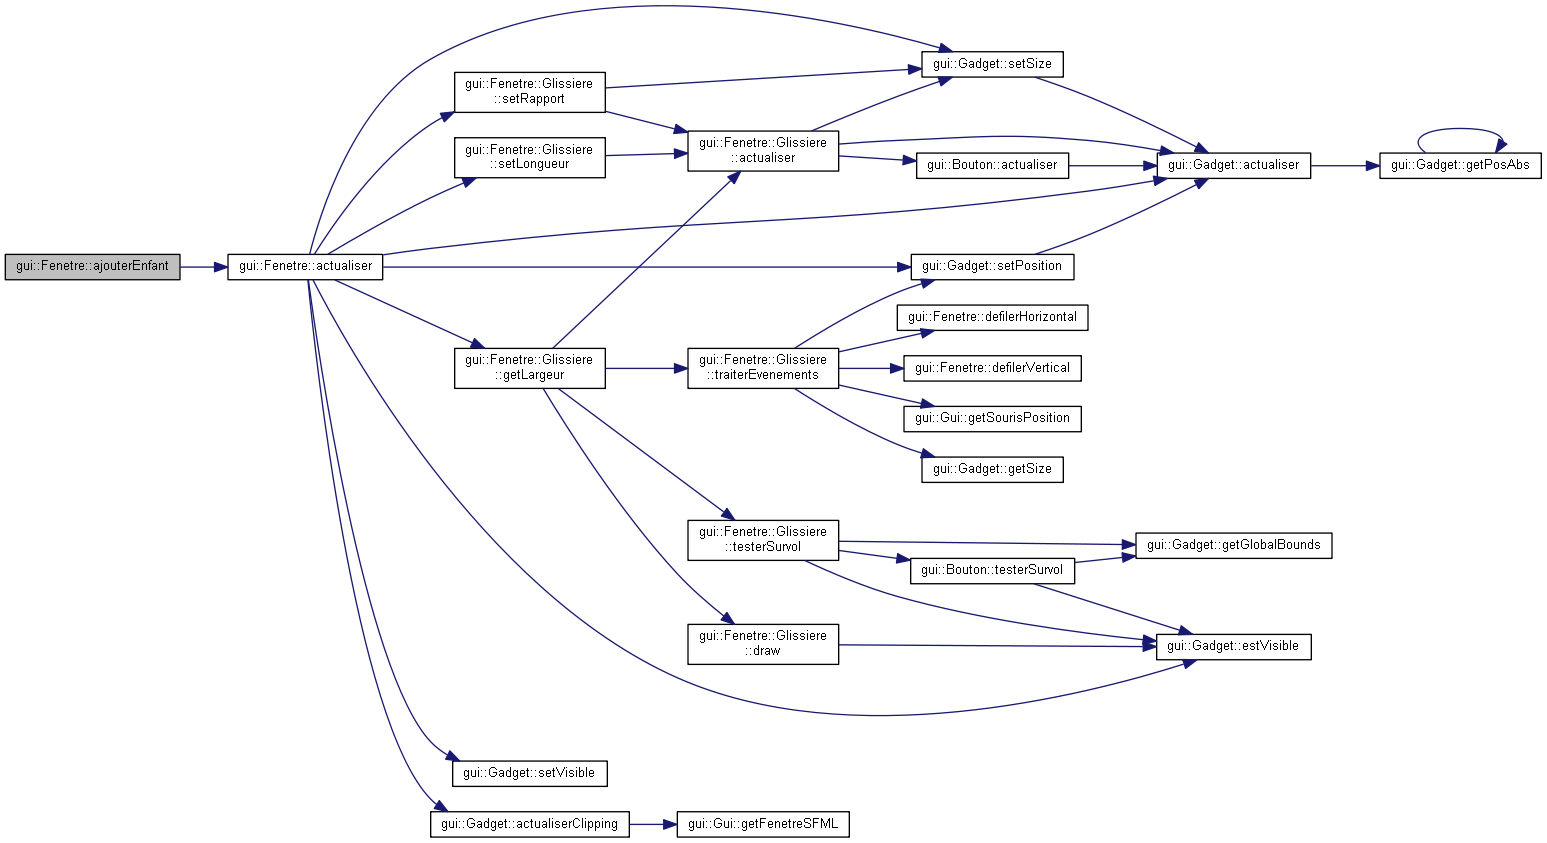 gui::Gadget::setSize
gui::Fenetre::Glissiere
::setRapport
gui::Fenetre::Glissiere
::actualiser
gui::Fenetre::Glissiere
::setLongueur
gui::Bouton::actualiser
gui::Gadget::actualiser
gui::Gadget::getPosAbs
gui::Fenetre::ajouterEnfant
gui::Fenetre::actualiser
gui::Gadget::setPosition
gui::Fenetre::defilerHorizontal
gui::Fenetre::Glissiere
::getLargeur
gui::Fenetre::Glissiere
::traiterEvenements
gui::Fenetre::defilerVertical
gui::Gui::getSourisPosition
gui::Gadget::getSize
gui::Fenetre::Glissiere
::testerSurvol
gui::Gadget::getGlobalBounds
gui::Bouton::testerSurvol
gui::Fenetre::Glissiere
::draw
gui::Gadget::estVisible
gui::Gadget::setVisible
gui::Gadget::actualiserClipping
gui::Gui::getFenetreSFML